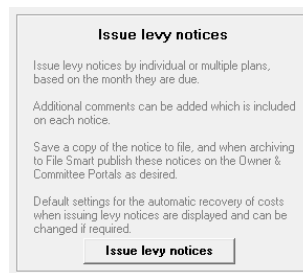 Issue levy notices
Issue levy notices by individual or multiple plans,
based on the month they are due.
Additional comments can be added which is included
on each notice.
Save a copy of the notice to file, and when archiving
to File Smart publish these notices on the Owner &
Committee Portals as desired.
Default settings for the automatic recovery of costs
when issuing levy notices are displayed and can be
changed if required.
Issue levy notices